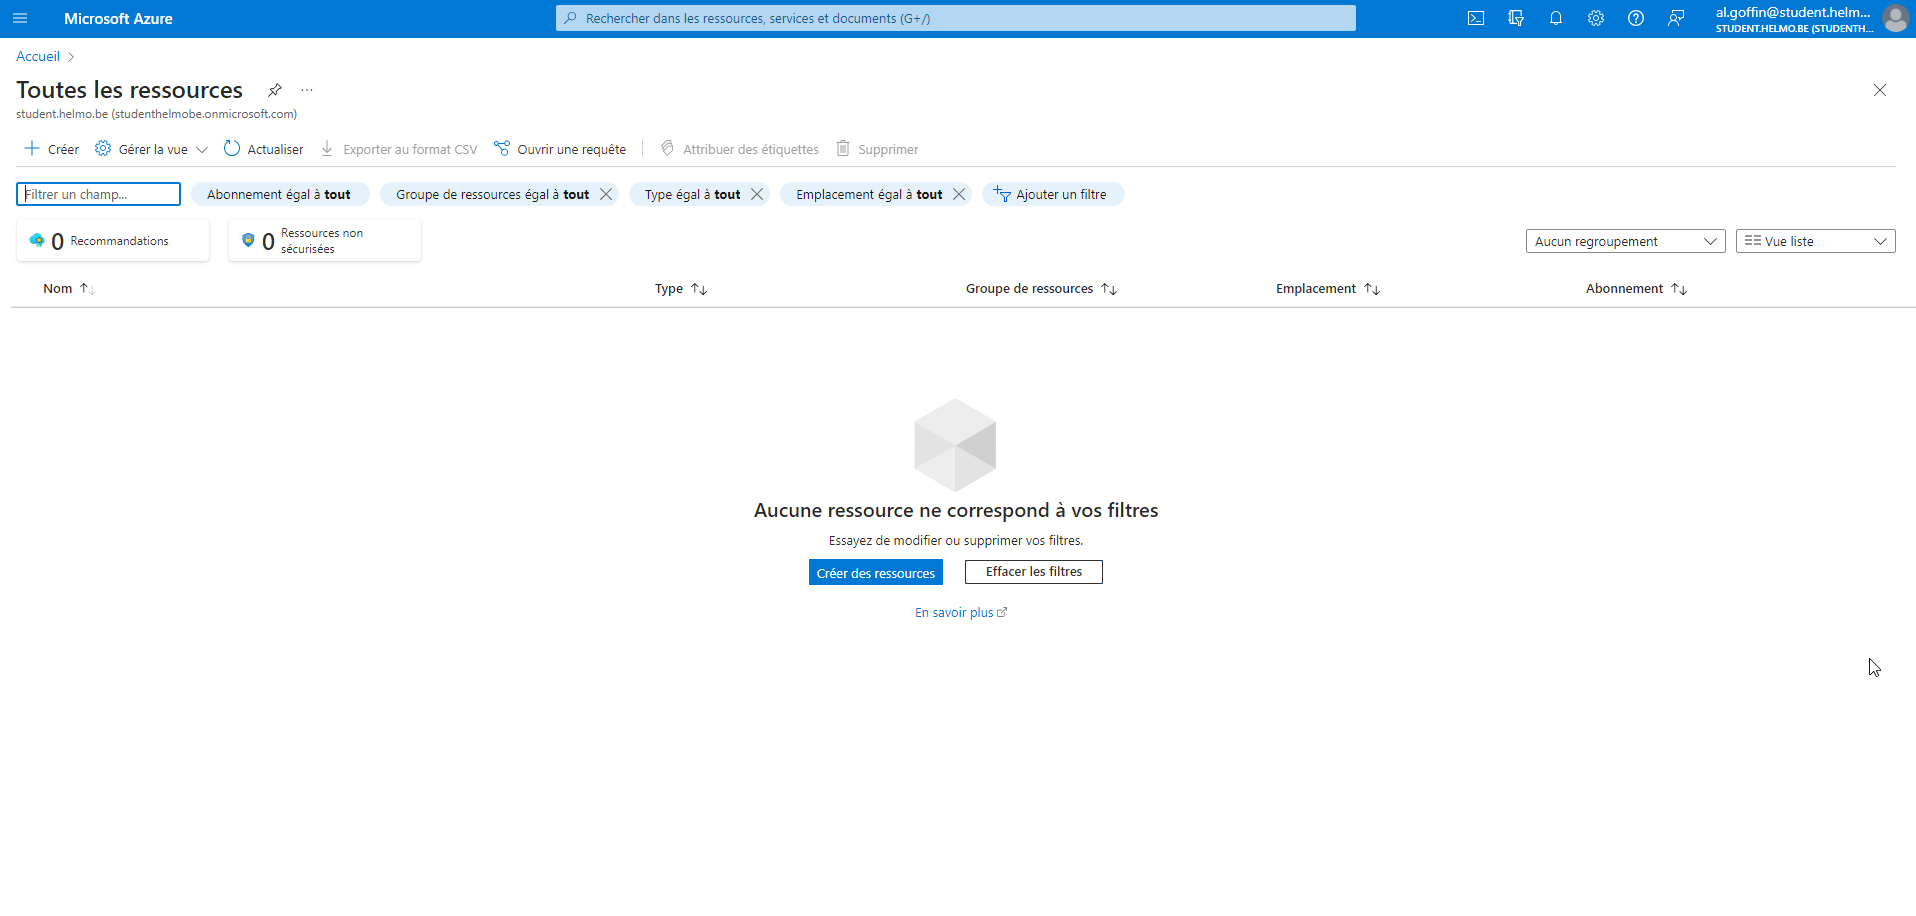 Microsoft Azure
Rechercher dans les ressources, services et documents (G+/)
al.goffin@student.helm...
STUDENT.HELMO.BE (STUDENTH...
Accueil
Toutes les ressources
student.helmo.be (studenthelmobe.onmicrosoft.com)
Créer Gérer la vue Actualiser Exporter au format CSV Ouvrir une requête Attribuer des étiquettes Supprimer
Filtrer un champ... Abonnement égal à tout Groupe de ressources égal à tout Type égal à tout Emplacement égal à tout Ajouter un filtre
0 Recommandations
0 Ressources non
sécurisées
Aucun regroupement Vue liste
Nom Type Groupe de ressources Emplacement Abonnement
Aucune ressource ne correspond à vos filtres
Essayez de modifier ou supprimer vos filtres.
Créer des ressources Effacer les filtres
En savoir plus